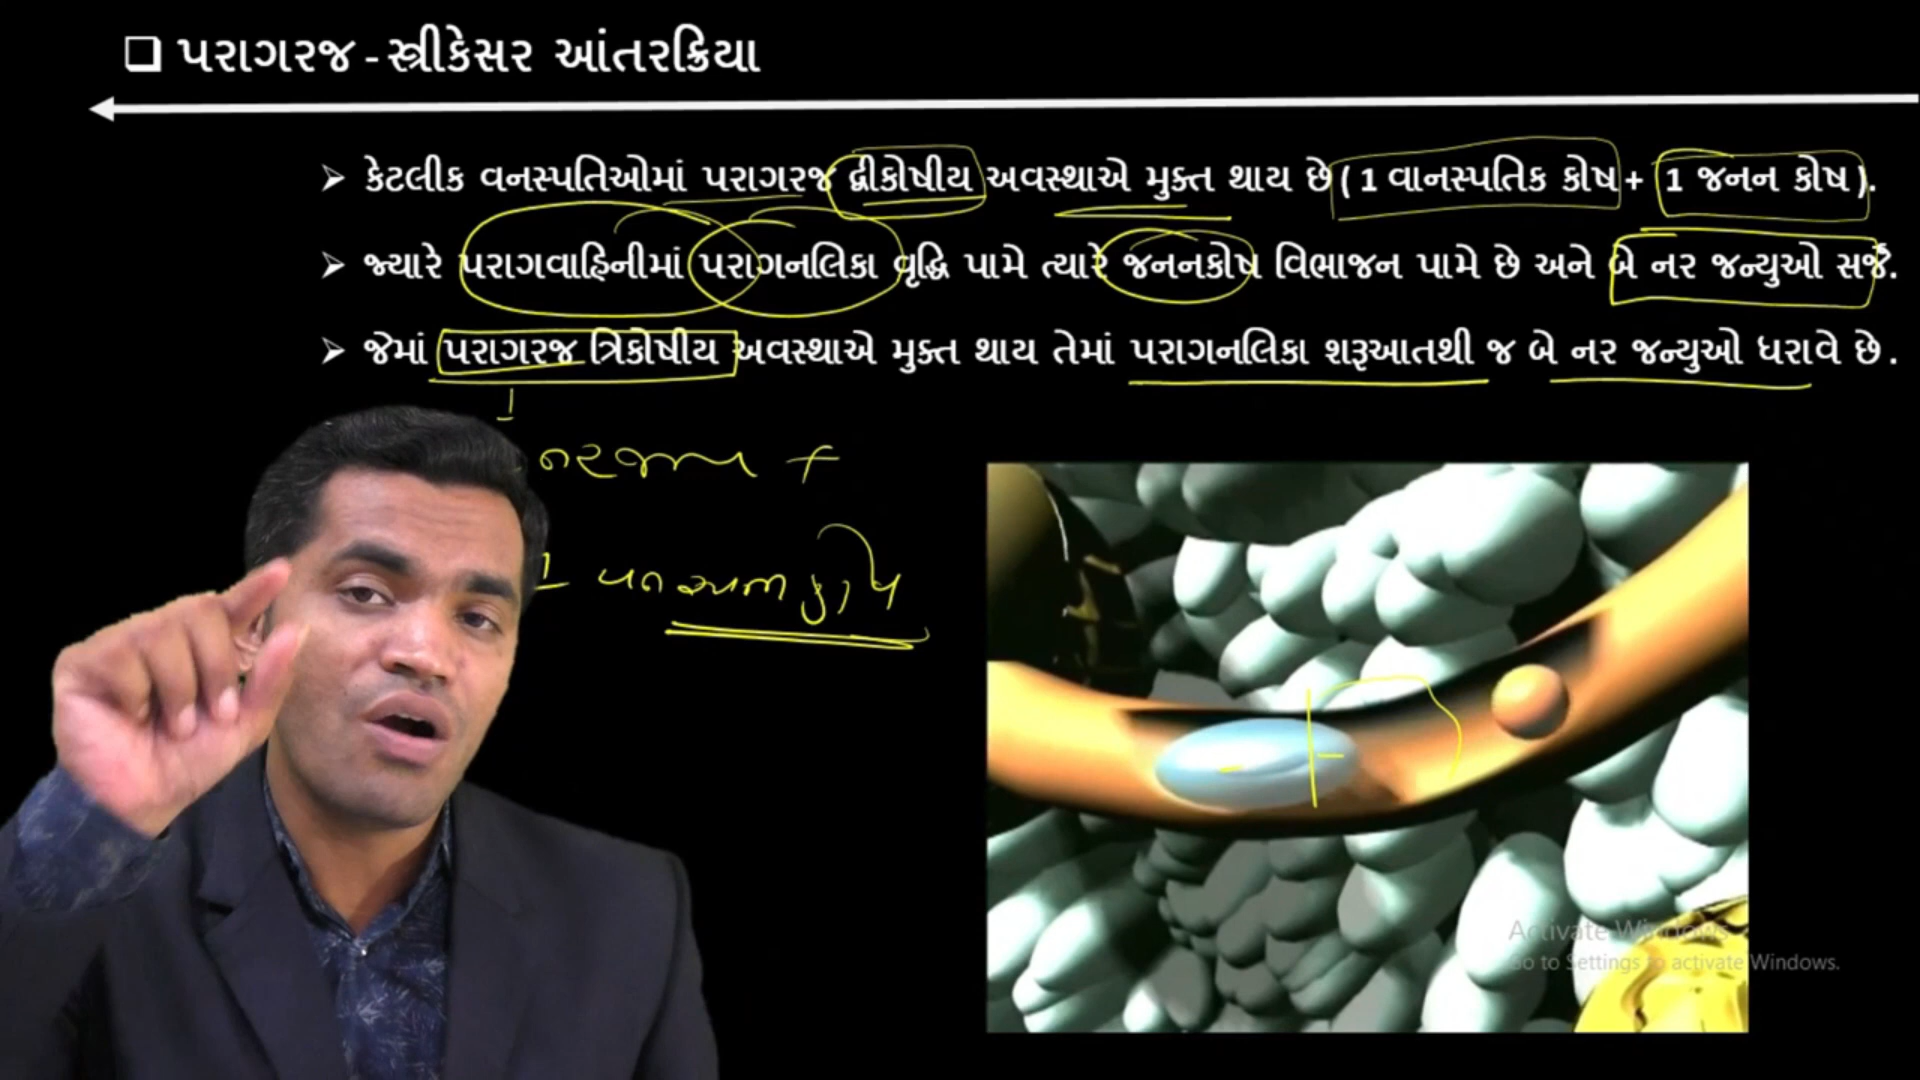 પરાગરજ - સ્ત્રીકેસર આંતરક્રિયા
કેટલીક વનસ્પતિઓમાં પરાગરજ દ્વીકોષીય અવસ્થાએ મુક્ત થાય છે ( 1 વાનસ્પતિક કોષ + 1 જનન કોષ ).
જ્યારે પરાગવાહિનીમાં પરાગનલિકા વૃદ્ધિ પામે ત્યારે જનનકોષ વિભાજન પામે છે અને બે નર જન્યુઓ સર્જે.
જેમાં પરાગરજ ત્રિકોષીય અવસ્થાએ મુક્ત થાય તેમાં પરાગનલિકા શરૂઆતથી જ બે નર જન્યુઓ ધરાવે છે.
+
1
Activate Windows
Go to Settings to activate Windows.